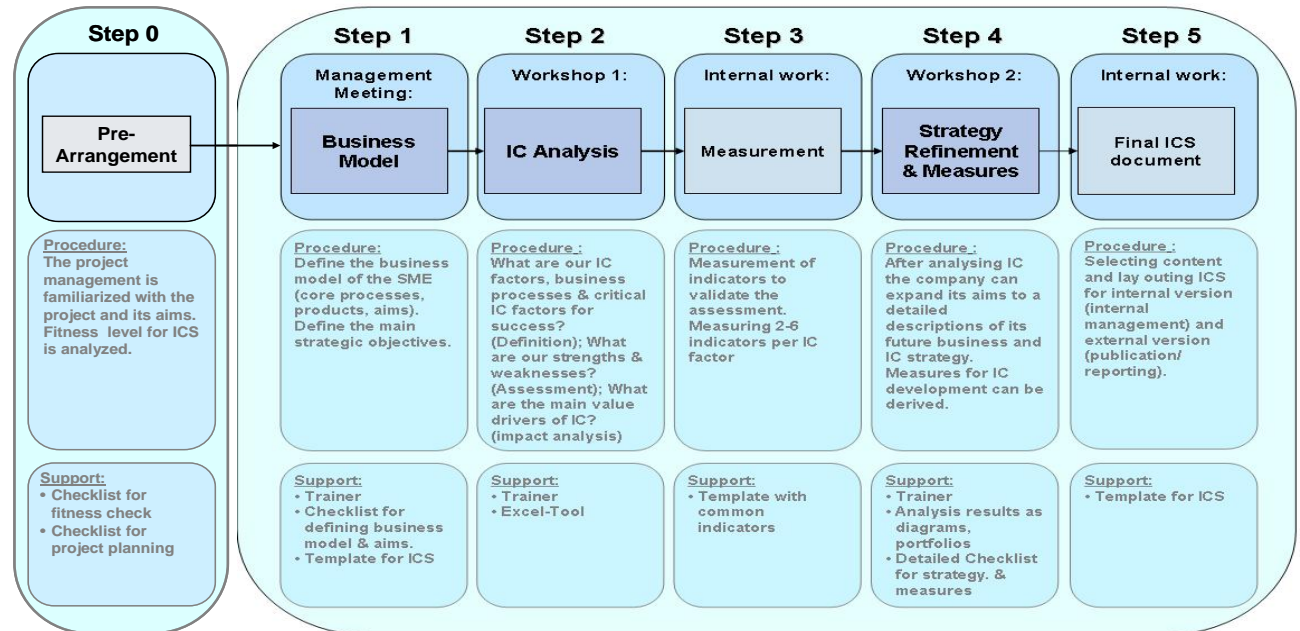 Step 0
Pre-
Arrangement
Procedure:
The project
management is
familiarized with the
project and its aims.
Fitness level for ICS
is analyzed.
Support:
• Checklist for
fitness check
• Checklist for
project planning
Step 1
Management
Meeting:
Business
Model
Procedure:
Define the business
model of the SME
(core processes,
products, aims).
Define the main
strategic objectives.
Support:
• Trainer
• Checklist for
defining business
model & aims.
• Template for ICS
Step 2
Workshop 1:
IC Analysis
Procedure :
What are our IC
factors, business
processes & critical
IC factors for
success?
(Definition); What
are our strengths &
weaknesses?
(Assessment); What
are the main value
drivers of IC?
(impact analysis)
Support:
• Trainer
• Excel-Tool
Step 3
Internal work:
Measurement
Procedure :
Measurement of
indicators to
validate the
assessment.
Measuring 2-6
indicators per IC
factor
Support:
• Template with
common
indicators
Step 4
Workshop 2:
Strategy
Refinement
& Measures
Procedure :
After analysing IC
the company can
expand its aims to a
detailed
descriptions of its
future business and
IC strategy.
Measures for IC
development can be
derived.
Support:
• Trainer
• Analysis results as
diagrams,
portfolios
• Detailed Checklist
for strategy. &
measures
Step 5
Internal work:
Final ICS
document
Procedure :
Selecting content
and lay outing ICS
for internal version
(internal
management) and
external version
(publication/
reporting).
Support:
• Template for ICS